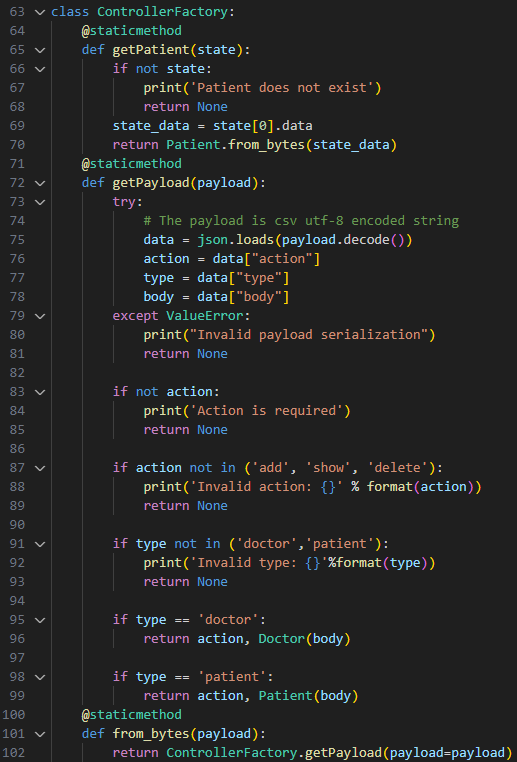 63 class ControllerFactory:
64     @staticmethod
65     def getPatient(state):
66         if not state:
67             print('Patient does not exist')
68             return None
69         state_data = state[0].data
70         return Patient.from_bytes(state_data)
71     @staticmethod
72     def getPayload(payload):
73         try:
74             # The payload is csv utf-8 encoded string
75             data = json.loads(payload.decode())
76             action = data["action"]
77             type = data["type"]
78             body = data["body"]
79         except ValueError:
80             print("Invalid payload serialization")
81             return None
82
83         if not action:
84             print('Action is required')
85             return None
86
87         if action not in ('add', 'show', 'delete'):
88             print('Invalid action: {}' % format(action))
89             return None
90
91         if type not in ('doctor','patient'):
92             print('Invalid type: {}'%format(type))
93             return None
94
95         if type == 'doctor':
96             return action, Doctor(body)
97
98         if type == 'patient':
99             return action, Patient(body)
100     @staticmethod
101     def from_bytes(payload):
102         return ControllerFactory.getPayload(payload=payload)